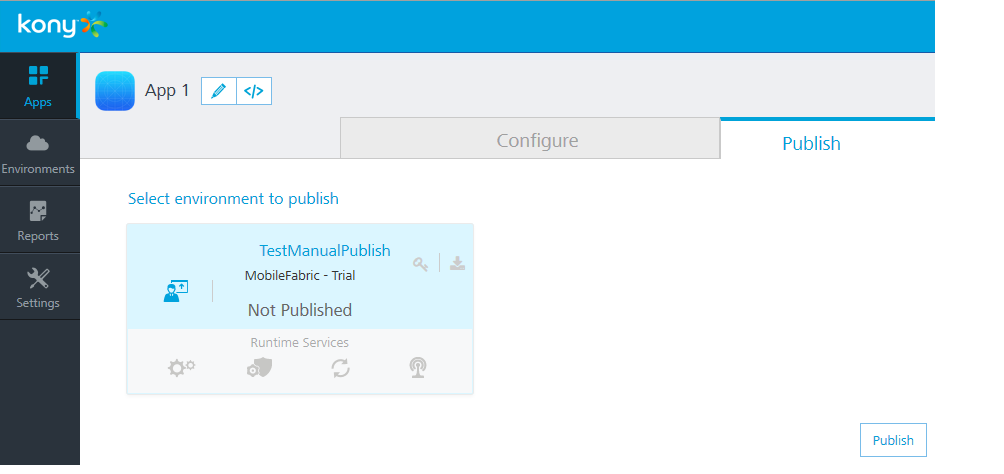 kony
Apps
App 1
</>
Configure
Publish
Environments
Select environment to publish
Reports
TestManualPublish
MobileFabric - Trial
Settings
Not Published
Runtime Services
Publish